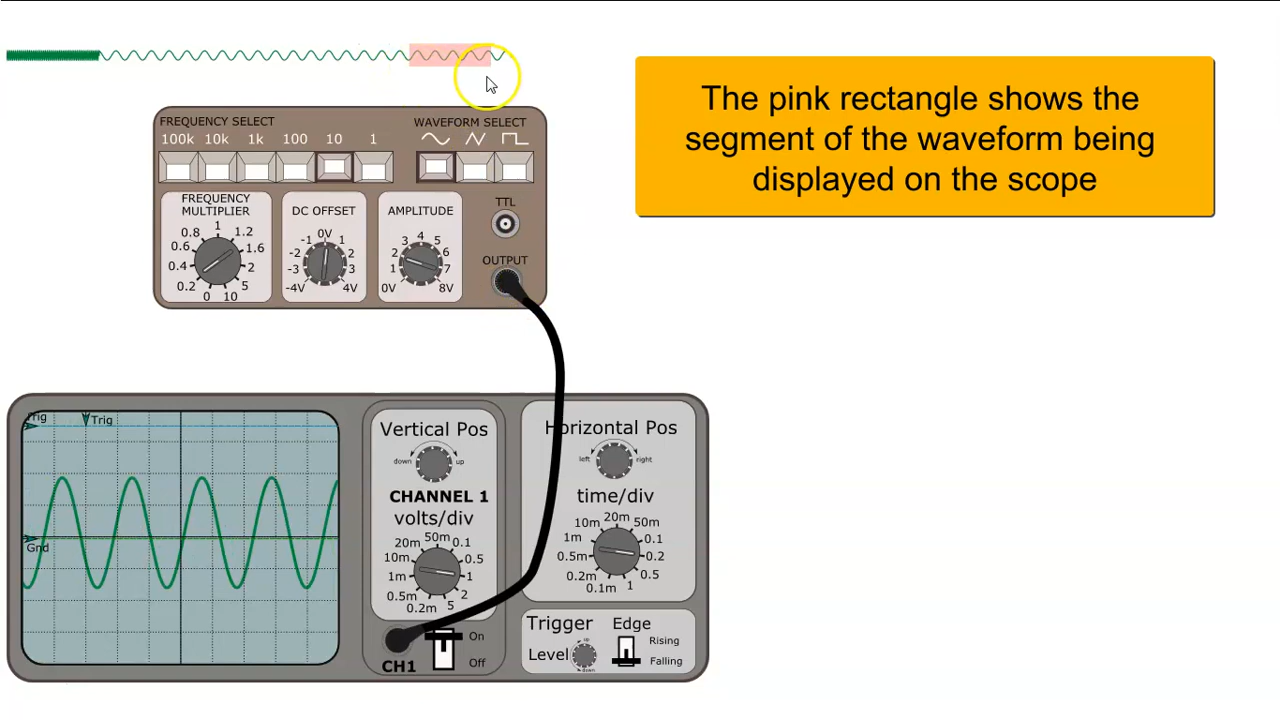 The pink rectangle shows the
segment of the waveform being
displayed on the scope
FREQUENCY SELECT
100k 10k 1k 100 10 1
WAVEFORM SELECT
FREQUENCY
MULTIPLIER
0 0.2 0.4 0.6 0.8 1 1.2 1.6 2 5 10
DC OFFSET
-4V -3 -2 -1 0V 1 2 3 4V
AMPLITUDE
0V 1 2 3 4 5 6 7 8V
TTL
OUTPUT
Trig
Trig
Gnd
Vertical Pos
down up
CHANNEL 1
volts/div
0.2m 0.5m 1m 10m 20m 50m 0.1 0.5 1 2 5
CH1
On
Off
Horizontal Pos
left right
time/div
0.1m 0.2m 0.5m 1m 10m 20m 50m 0.1 0.2 0.5 1
Trigger
Level
up
down
Edge
Rising
Falling